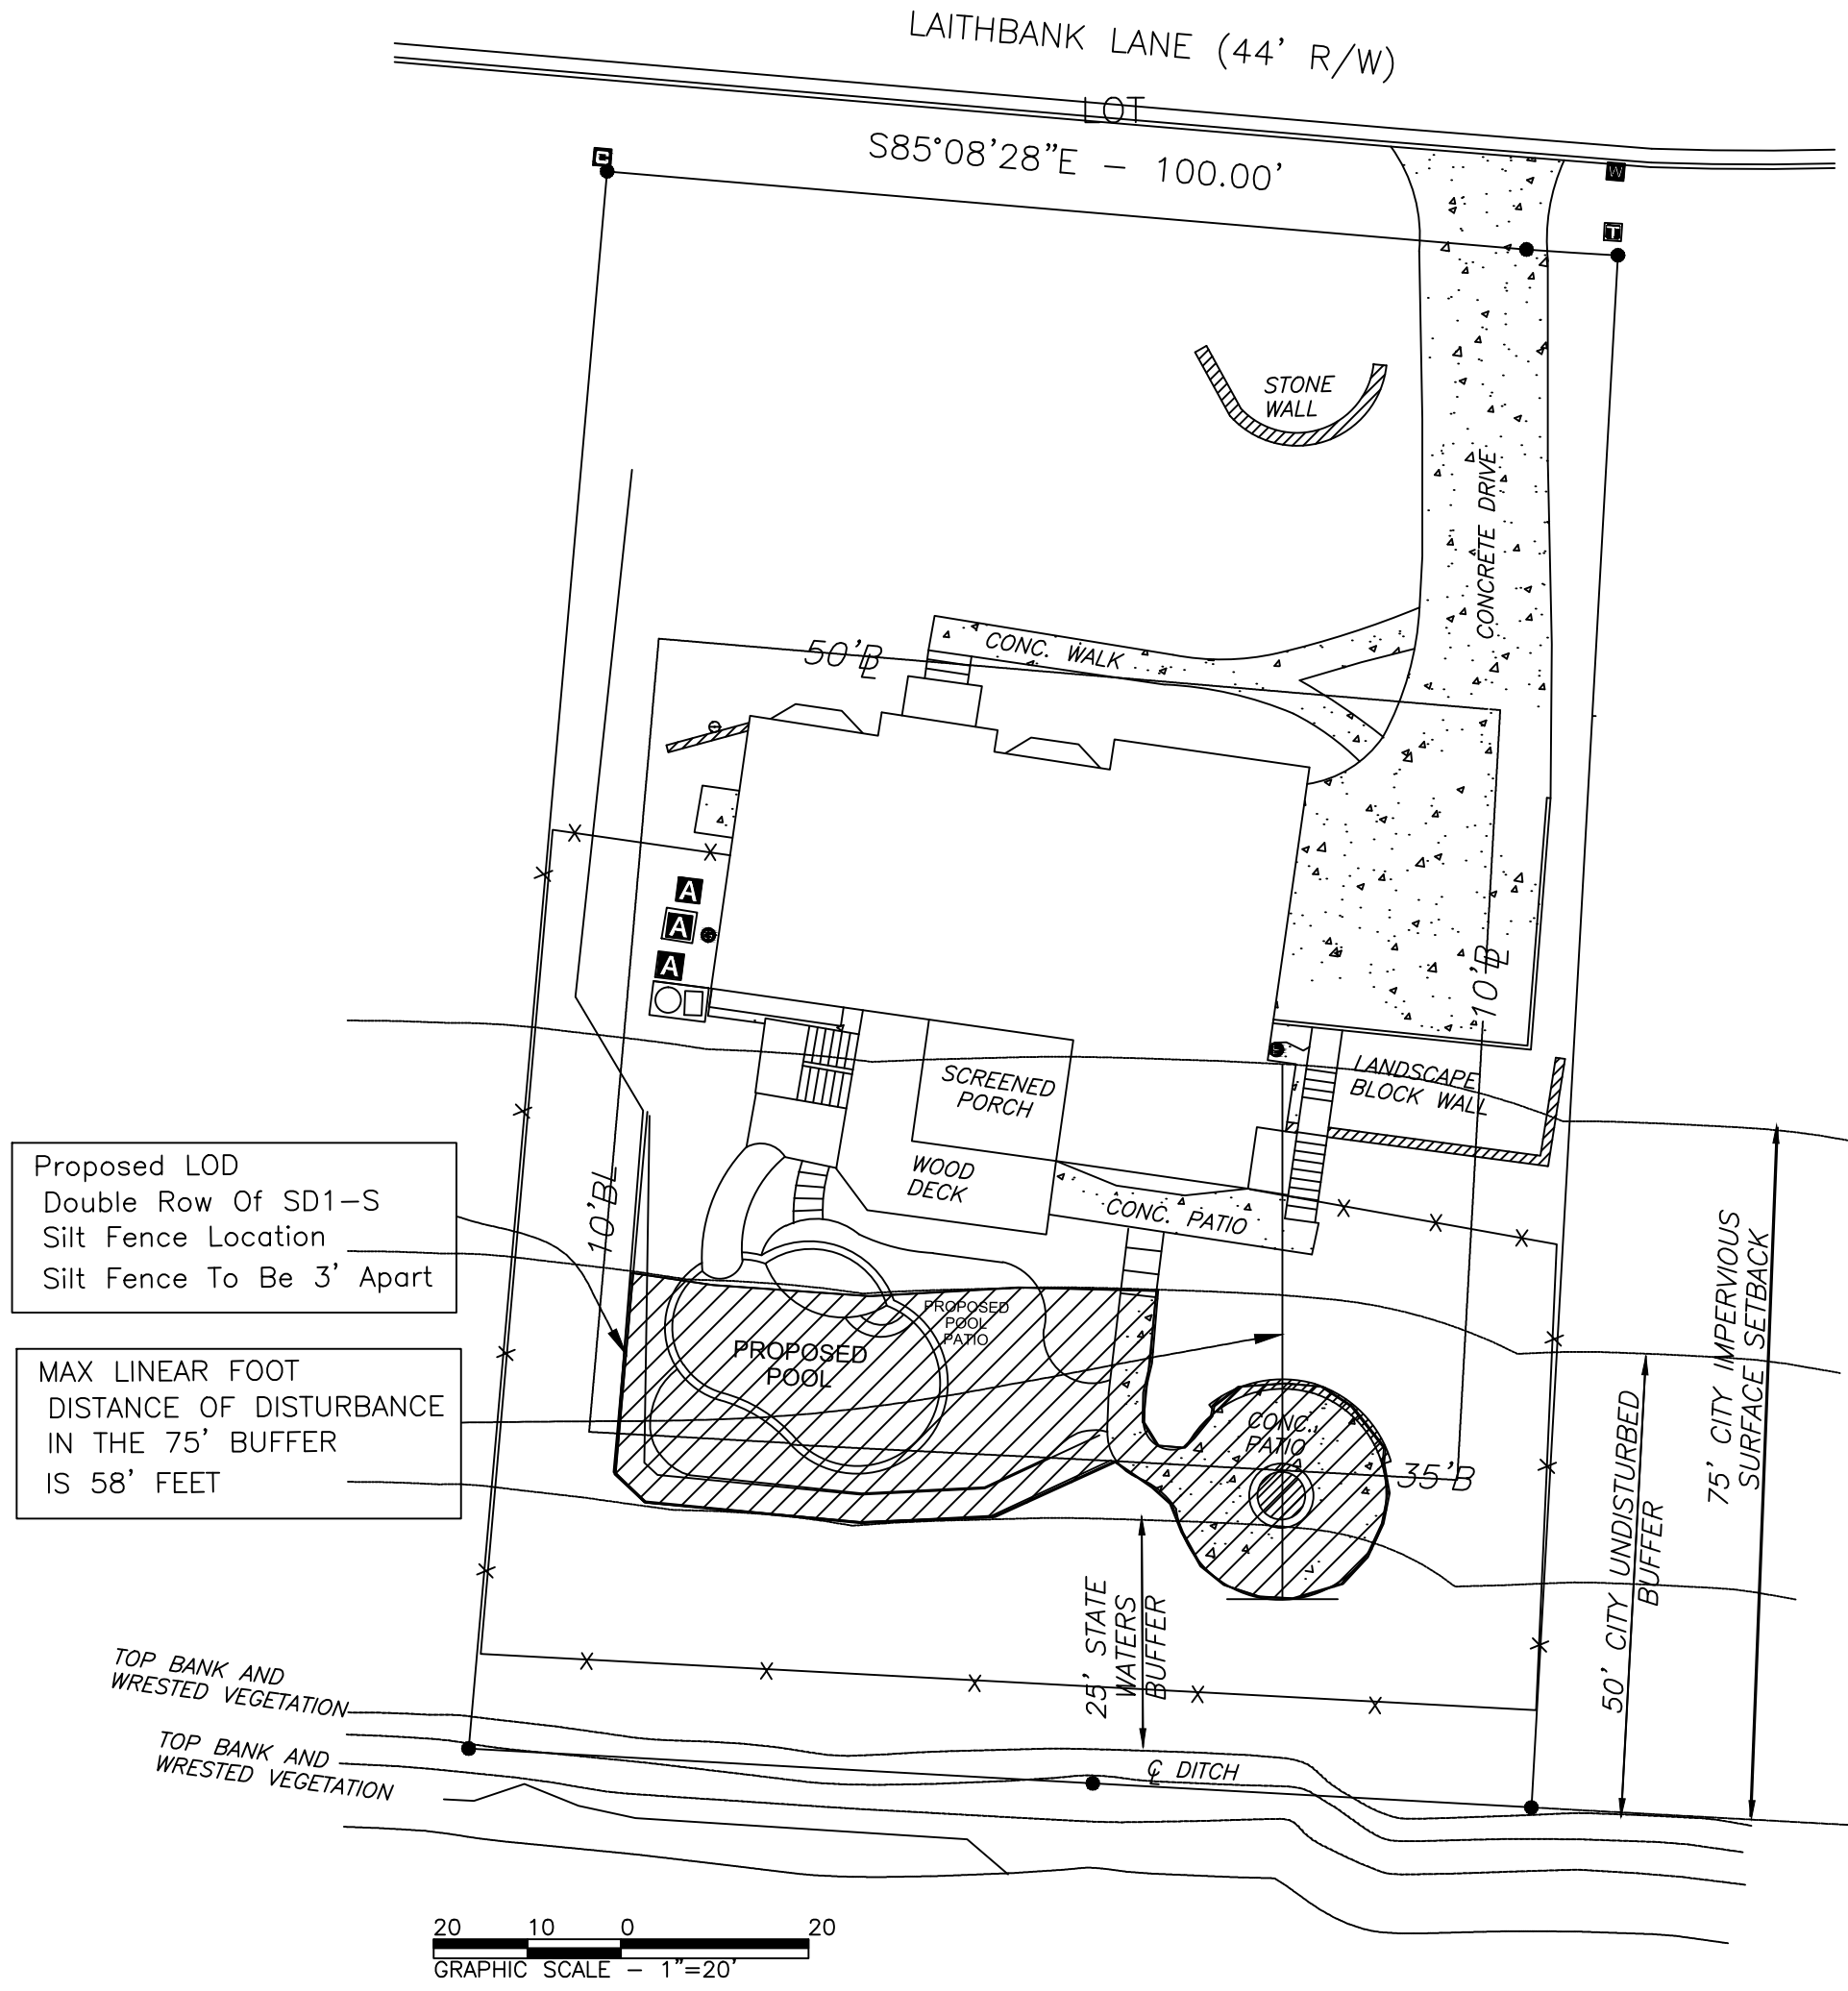 LAITHBANK LANE (44' R/W)
LOT
S85°08'28"E – 100.00'
C
W
T
STONE
WALL
CONCRETE DRIVE
50'BL
CONC. WALK
A
A
A
10'BL
SCREENED
PORCH
LANDSCAPE
BLOCK WALL
WOOD
DECK
CONC. PATIO
Proposed LOD
Double Row Of SD1–S
Silt Fence Location
Silt Fence To Be 3' Apart
10'BL
MAX LINEAR FOOT
DISTANCE OF DISTURBANCE
IN THE 75' BUFFER
IS 58' FEET
PROPOSED
POOL
PATIO
PROPOSED
POOL
CONC.
PATIO
35'B
75' CITY IMPERVIOUS
SURFACE SETBACK
50' CITY UNDISTURBED
BUFFER
25' STATE
WATERS
BUFFER
TOP BANK AND
WRESTED VEGETATION
TOP BANK AND
WRESTED VEGETATION
℄ DITCH
20 10 0 20
GRAPHIC SCALE – 1"=20'